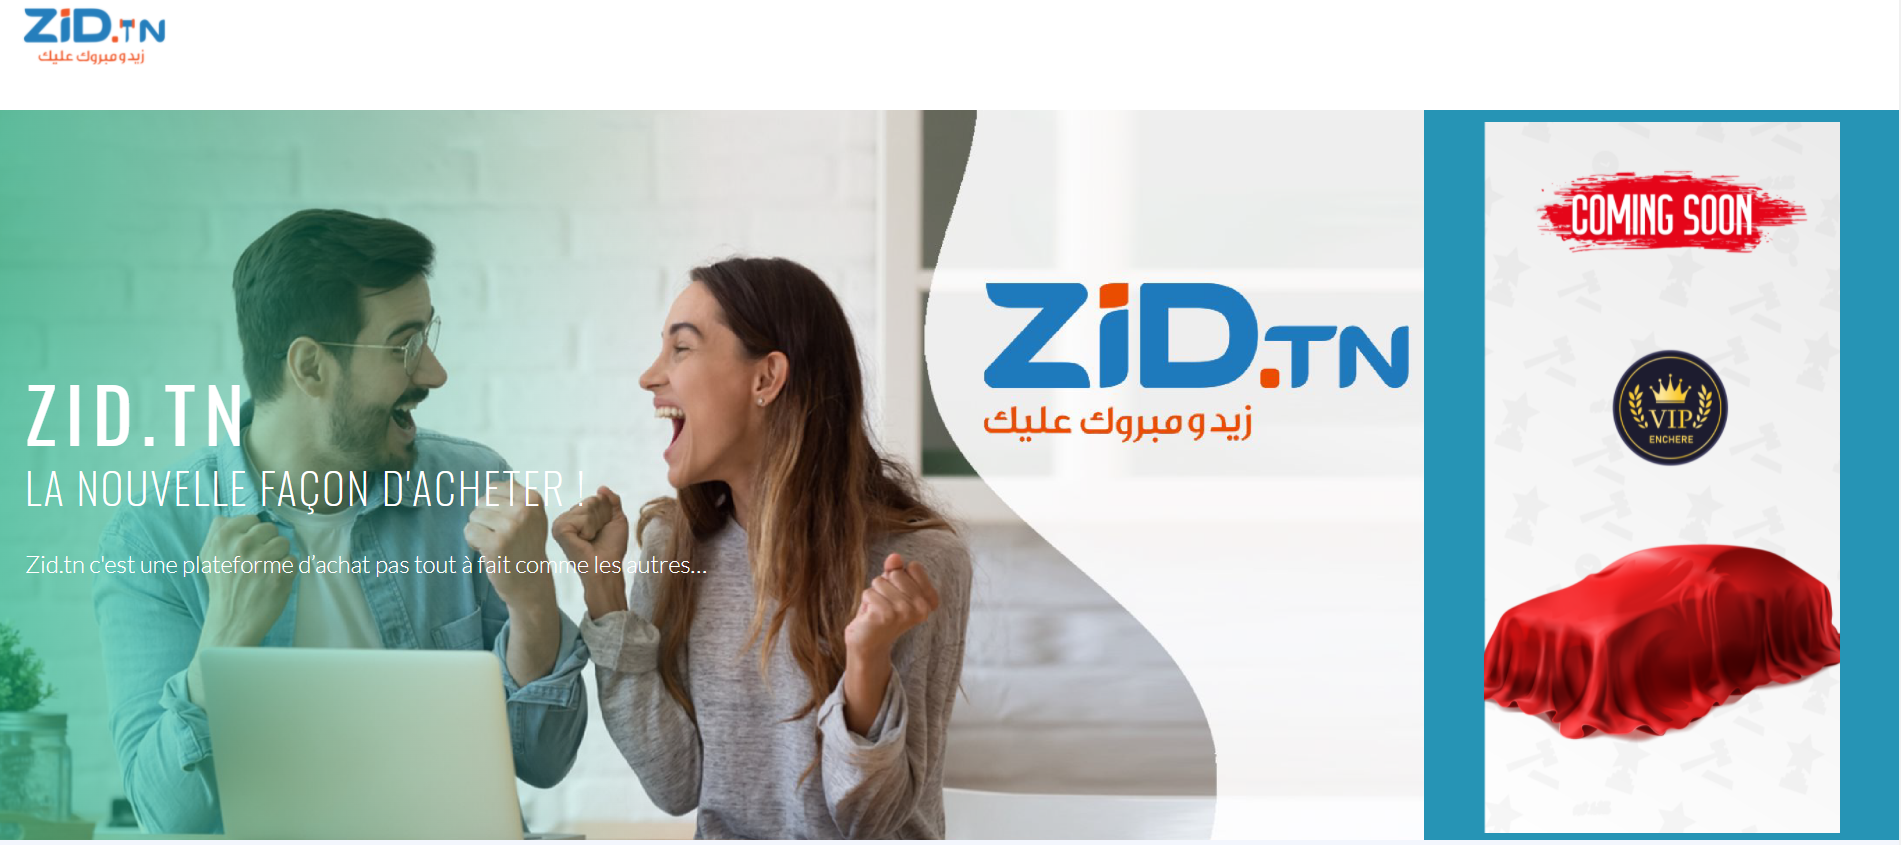 ZiD.TN
زيد و مبروك عليك
COMING SOON
ZiD.TN
زيد و مبروك عليك
VIP
ENCHERE
ZID.TN
LA NOUVELLE FAÇON D'ACHETER !
Zid.tn c'est une plateforme d’achat pas tout à fait comme les autres...